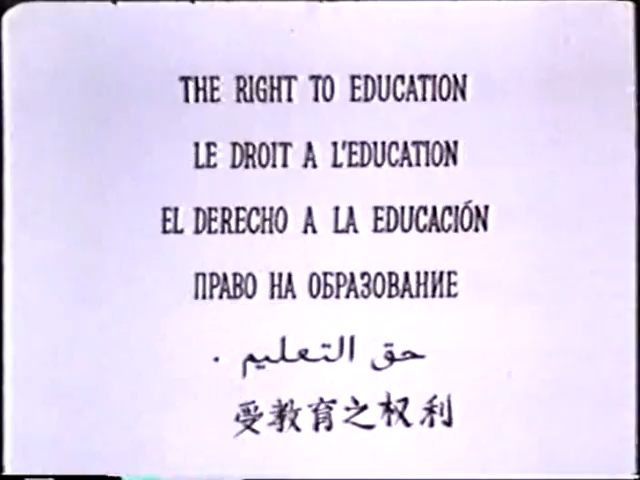 THE RIGHT TO EDUCATION
LE DROIT A L'EDUCATION
EL DERECHO A LA EDUCACIÓN
ПРАВО НА ОБРАЗОВАНИЕ
حق التعليم .
受教育之权利